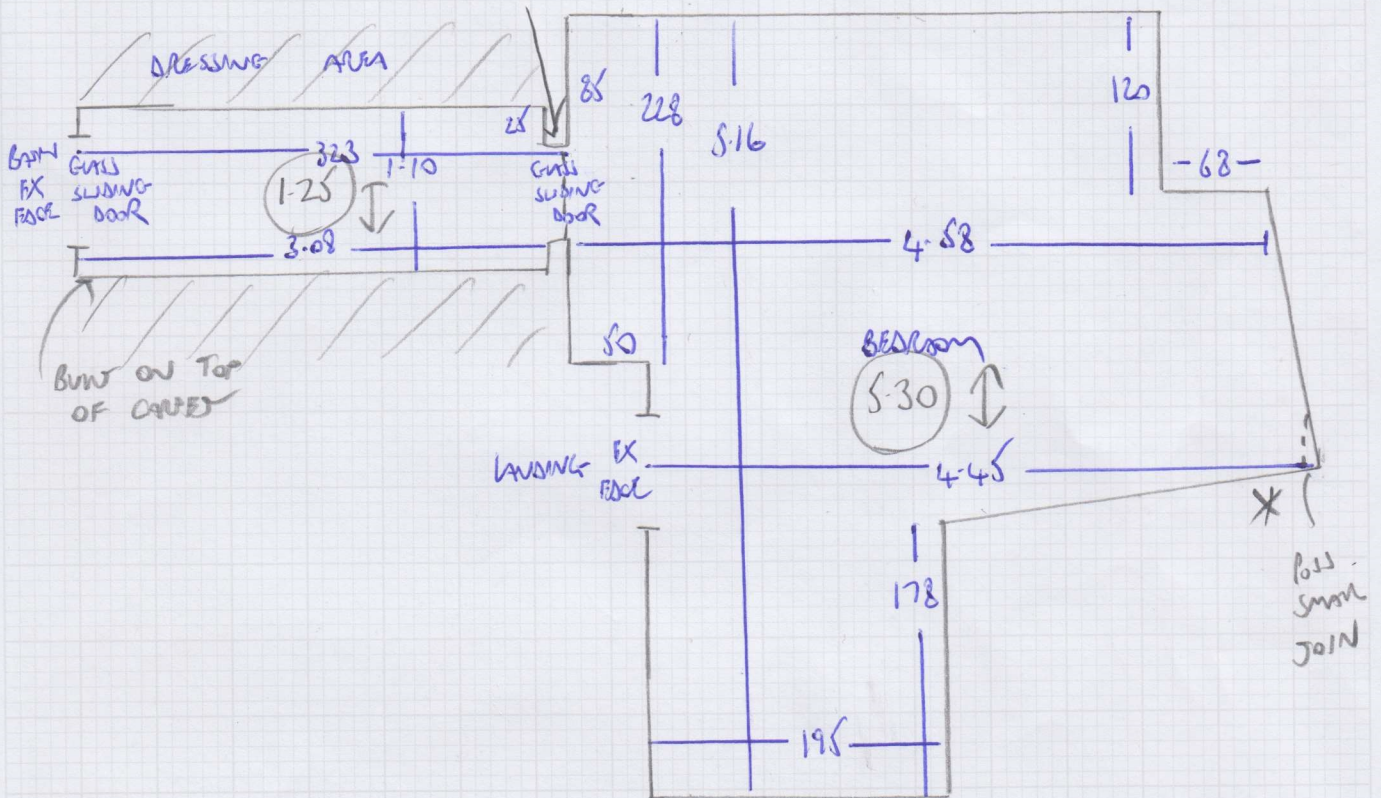 DRESSING AREA
85
228
5.16
120
25
323
1-10
-68-
BATH
EX
EDGE
GLASS
SLIDING
DOOR
1-25
GLASS
SLIDING
DOOR
3.08
4.58
50
BEDROOM
5-30
BUILT ON TOP
OF CARPET
LANDING
EX
EDGE
4-45
*
178
POSS.
SMALL
JOIN
195